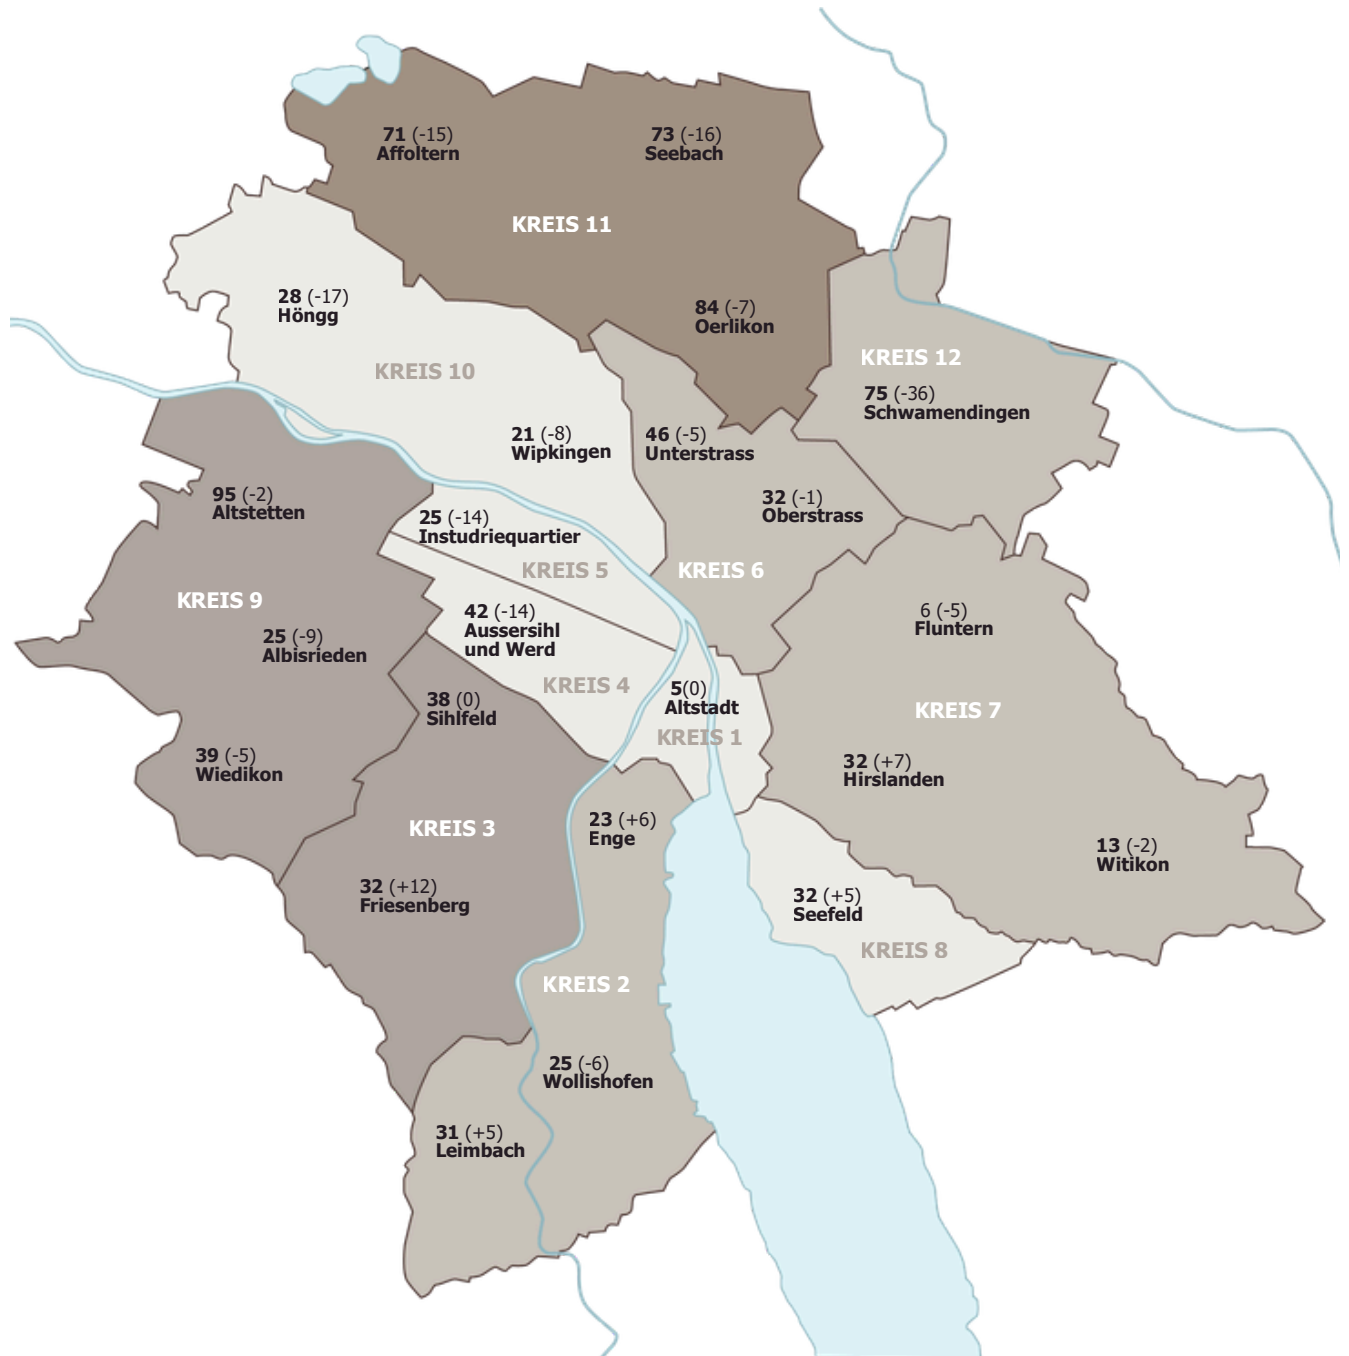 71 (-15)
Affoltern
73 (-16)
Seebach
KREIS 11
28 (-17)
Höngg
84 (-7)
Oerlikon
KREIS 10
KREIS 12
75 (-36)
Schwamendingen
21 (-8)
Wipkingen
46 (-5)
Unterstrass
95 (-2)
Altstetten
32 (-1)
Oberstrass
25 (-14)
Instudriequartier
KREIS 5
KREIS 6
KREIS 9
42 (-14)
Aussersihl
und Werd
6 (-5)
Fluntern
25 (-9)
Albisrieden
KREIS 4
38 (0)
Sihlfeld
5(0)
Altstadt
KREIS 1
KREIS 7
39 (-5)
Wiedikon
32 (+7)
Hirslanden
KREIS 3
23 (+6)
Enge
13 (-2)
Witikon
32 (+12)
Friesenberg
32 (+5)
Seefeld
KREIS 8
KREIS 2
25 (-6)
Wollishofen
31 (+5)
Leimbach